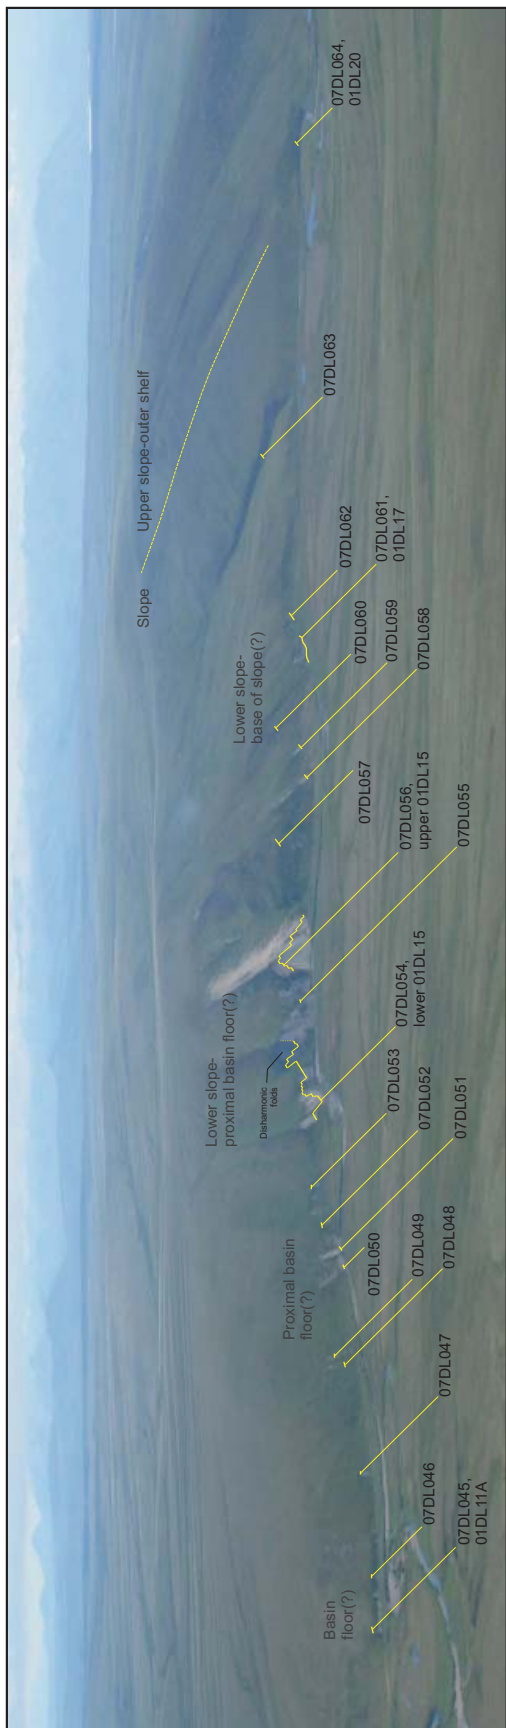 Slope
Upper slope-outer shelf
Lower slope-
base of slope(?)
Lower slope-
proximal basin floor(?)
Disharmonic
folds
Proximal basin
floor(?)
Basin
floor(?)
07DL045,
01DL11A
07DL046
07DL047
07DL048
07DL049
07DL050
07DL051
07DL052
07DL053
07DL054,
lower 01DL15
07DL055
07DL056,
upper 01DL15
07DL057
07DL058
07DL059
07DL060
07DL061,
01DL17
07DL062
07DL063
07DL064,
01DL20